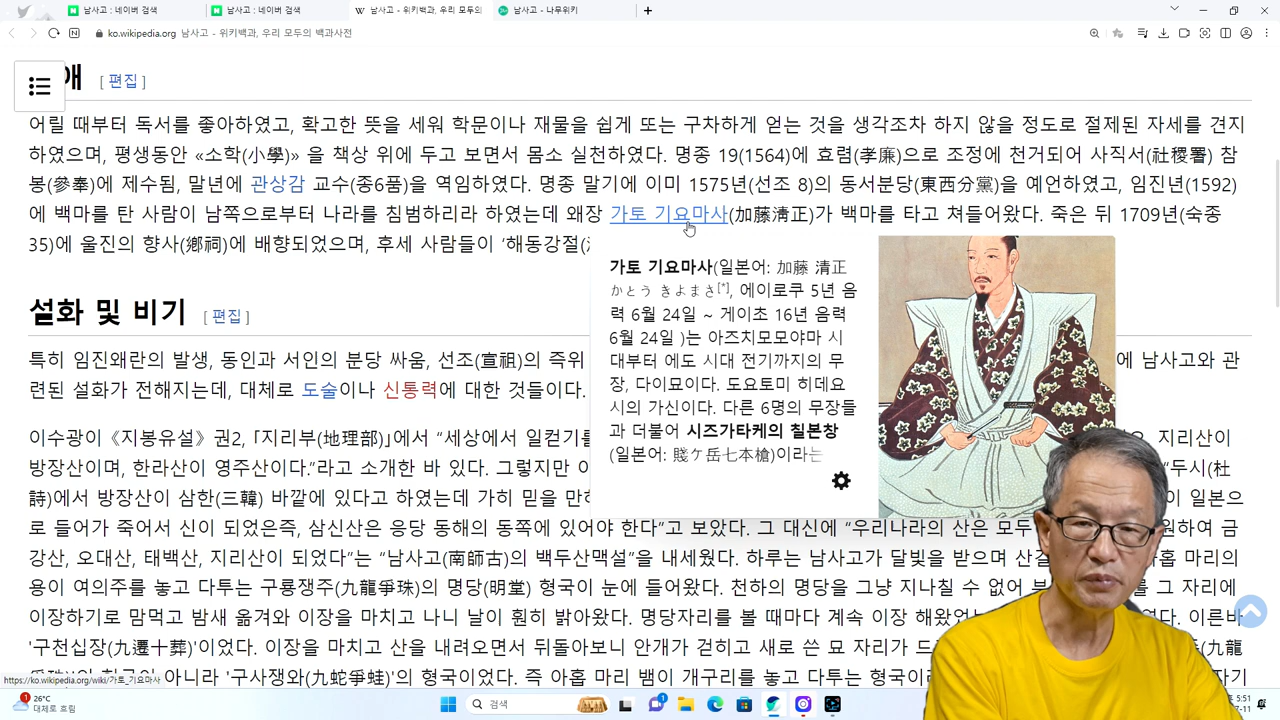 남사고 : 네이버 검색
남사고 : 네이버 검색
남사고 - 위키백과, 우리 모두의
남사고 - 나무위키
ko.wikipedia.org 남사고 - 위키백과, 우리 모두의 백과사전
애 [ 편집 ]
어릴 때부터 독서를 좋아하였고, 확고한 뜻을 세워 학문이나 재물을 쉽게 또는 구차하게 얻는 것을 생각조차 하지 않을 정도로 절제된 자세를 견지
하였으며, 평생동안 «소학(小學)» 을 책상 위에 두고 보면서 몸소 실천하였다. 명종 19(1564)에 효렴(孝廉)으로 조정에 천거되어 사직서(社稷署) 참
봉(參奉)에 제수됨, 말년에 관상감 교수(종6품)을 역임하였다. 명종 말기에 이미 1575년(선조 8)의 동서분당(東西分黨)을 예언하였고, 임진년(1592)
에 백마를 탄 사람이 남쪽으로부터 나라를 침범하리라 하였는데 왜장 가토 기요마사(加藤淸正)가 백마를 타고 쳐들어왔다. 죽은 뒤 1709년(숙종
35)에 울진의 향사(鄕祠)에 배향되었으며, 후세 사람들이 ‘해동강절(
가토 기요마사(일본어: 加藤 清正
かとう きよまさ[*], 에이로쿠 5년 음
력 6월 24일 ~ 게이초 16년 음력
6월 24일 )는 아즈치모모야마 시
대부터 에도 시대 전기까지의 무
장, 다이묘이다. 도요토미 히데요
시의 가신이다. 다른 6명의 무장들
과 더불어 시즈가타케의 칠본창
(일본어: 賤ケ岳七本槍)이라는
설화 및 비기 [ 편집 ]
특히 임진왜란의 발생, 동인과 서인의 분당 싸움, 선조(宣祖)의 즉위 에 남사고와 관
련된 설화가 전해지는데, 대체로 도술이나 신통력에 대한 것들이다.
이수광이《지봉유설》권2, ｢지리부(地理部)｣에서 “세상에서 일컫기를 지리산이
방장산이며, 한라산이 영주산이다.”라고 소개한 바 있다. 그렇지만 “두시(杜
詩)에서 방장산이 삼한(三韓) 바깥에 있다고 하였는데 가히 믿을 만 이 일본으
로 들어가 죽어서 신이 되었은즉, 삼신산은 응당 동해의 동쪽에 있어야 한다”고 보았다. 그 대신에 “우리나라의 산은 모두 원하여 금
강산, 오대산, 태백산, 지리산이 되었다”는 “남사고(南師古)의 백두산맥설”을 내세웠다. 하루는 남사고가 달빛을 받으며 마리의
용이 여의주를 놓고 다투는 구룡쟁주(九龍爭珠)의 명당(明堂) 형국이 눈에 들어왔다. 천하의 명당을 그냥 지나칠 수 없어 그 자리에
이장하기로 맘먹고 밤새 옮겨와 이장을 마치고 나니 날이 훤히 밝아왔다. 명당자리를 볼 때마다 계속 이장 해왔었 이른바
'구천십장(九遷十葬)'이었다. 이장을 마치고 산을 내려오면서 뒤돌아보니 안개가 걷히고 새로 쓴 묘 자리가 (九龍
아니라 '구사쟁와(九蛇爭蛙)'의 형국이었다. 즉 아홉 마리 뱀이 개구리를 놓고 다투는 형국이
https://ko.wikipedia.org/wiki/가토_기요마사
26°C
대체로 흐림
검색
5:51